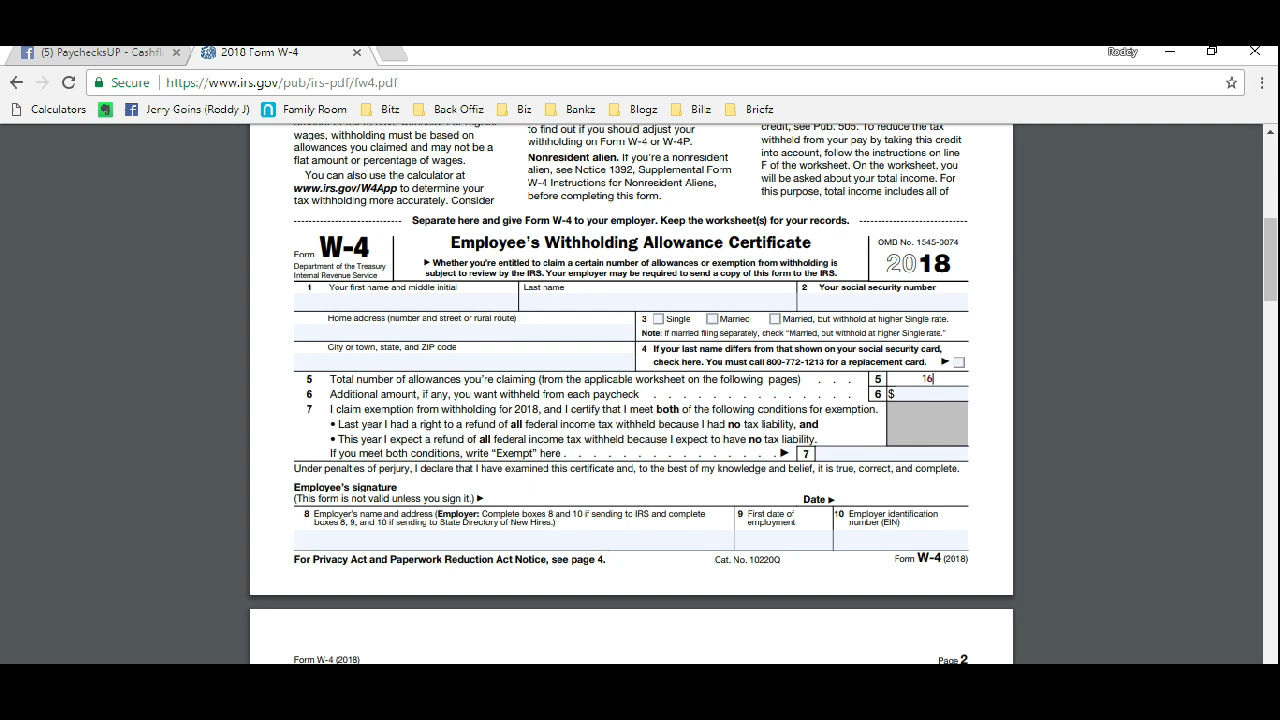 (5) PaychecksUP - Cashfl
2018 Form W-4
Roddy
Secure
https://www.irs.gov/pub/irs-pdf/fw4.pdf
Calculators
Jerry Goins (Roddy J)
Family Room
Bitz
Back Offiz
Biz
Bankz
Blogz
Billz
Briefz
wages, withholding must be based on
allowances you claimed and may not be a
flat amount or percentage of wages.
You can also use the calculator at
www.irs.gov/W4App to determine your
tax withholding more accurately. Consider
to find out if you should adjust your
withholding on Form W-4 or W-4P.
Nonresident alien. If you're a nonresident
alien, see Notice 1392, Supplemental Form
W-4 Instructions for Nonresident Aliens,
before completing this form.
credit, see Pub. 505. To reduce the tax
withheld from your pay by taking this credit
into account, follow the instructions on line
F of the worksheet. On the worksheet, you
will be asked about your total income. For
this purpose, total income includes all of
Separate here and give Form W-4 to your employer. Keep the worksheet(s) for your records.
Form W-4
Department of the Treasury
Internal Revenue Service
Employee's Withholding Allowance Certificate
▶ Whether you're entitled to claim a certain number of allowances or exemption from withholding is
subject to review by the IRS. Your employer may be required to send a copy of this form to the IRS.
OMB No. 1545-0074
2018
1 Your first name and middle initial
Last name
2 Your social security number
Home address (number and street or rural route)
3 Single Married Married, but withhold at higher Single rate.
Note: If married filing separately, check "Married, but withhold at higher Single rate."
City or town, state, and ZIP code
4 If your last name differs from that shown on your social security card,
check here. You must call 800-772-1213 for a replacement card. ▶
5 Total number of allowances you're claiming (from the applicable worksheet on the following pages) . . . 5 16
6 Additional amount, if any, you want withheld from each paycheck . . . . . . . . . . . . . . 6 $
7 I claim exemption from withholding for 2018, and I certify that I meet both of the following conditions for exemption.
• Last year I had a right to a refund of all federal income tax withheld because I had no tax liability, and
• This year I expect a refund of all federal income tax withheld because I expect to have no tax liability.
If you meet both conditions, write "Exempt" here . . . . . . . . . . . . . . . ▶ 7
Under penalties of perjury, I declare that I have examined this certificate and, to the best of my knowledge and belief, it is true, correct, and complete.
Employee's signature
(This form is not valid unless you sign it.) ▶
Date ▶
8 Employer's name and address (Employer: Complete boxes 8 and 10 if sending to IRS and complete
boxes 8, 9, and 10 if sending to State Directory of New Hires.)
9 First date of
employment
10 Employer identification
number (EIN)
For Privacy Act and Paperwork Reduction Act Notice, see page 4.
Cat. No. 10220Q
Form W-4 (2018)
Form W-4 (2018)
Page 2